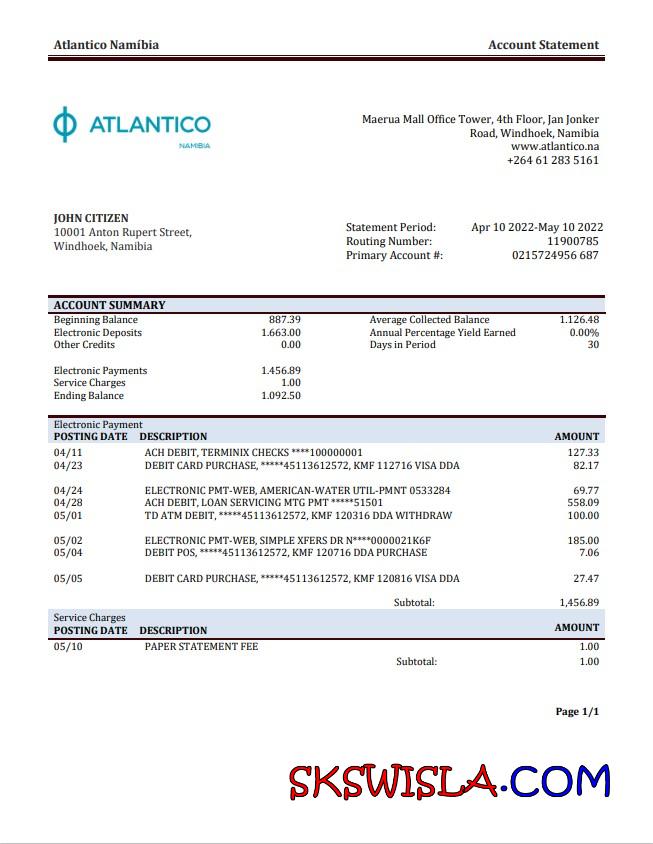 Atlantico Namíbia Account Statement
ATLANTICO
NAMIBIA
Maerua Mall Office Tower, 4th Floor, Jan Jonker
Road, Windhoek, Namibia
www.atlantico.na
+264 61 283 5161
JOHN CITIZEN
10001 Anton Rupert Street,
Windhoek, Namibia
Statement Period: Apr 10 2022-May 10 2022
Routing Number: 11900785
Primary Account #: 0215724956 687
ACCOUNT SUMMARY
Beginning Balance 887.39 Average Collected Balance 1.126.48
Electronic Deposits 1.663.00 Annual Percentage Yield Earned 0.00%
Other Credits 0.00 Days in Period 30
Electronic Payments 1.456.89
Service Charges 1.00
Ending Balance 1.092.50
Electronic Payment
POSTING DATE DESCRIPTION AMOUNT
04/11 ACH DEBIT, TERMINIX CHECKS ****100000001 127.33
04/23 DEBIT CARD PURCHASE, *****45113612572, KMF 112716 VISA DDA 82.17
04/24 ELECTRONIC PMT-WEB, AMERICAN-WATER UTIL-PMNT 0533284 69.77
04/28 ACH DEBIT, LOAN SERVICING MTG PMT *****51501 558.09
05/01 TD ATM DEBIT, *****45113612572, KMF 120316 DDA WITHDRAW 100.00
05/02 ELECTRONIC PMT-WEB, SIMPLE XFERS DR N****0000021K6F 185.00
05/04 DEBIT POS, *****45113612572, KMF 120716 DDA PURCHASE 7.06
05/05 DEBIT CARD PURCHASE, *****45113612572, KMF 120816 VISA DDA 27.47
Subtotal: 1,456.89
Service Charges
POSTING DATE DESCRIPTION AMOUNT
05/10 PAPER STATEMENT FEE 1.00
Subtotal: 1.00
Page 1/1
SKSWISLA.COM